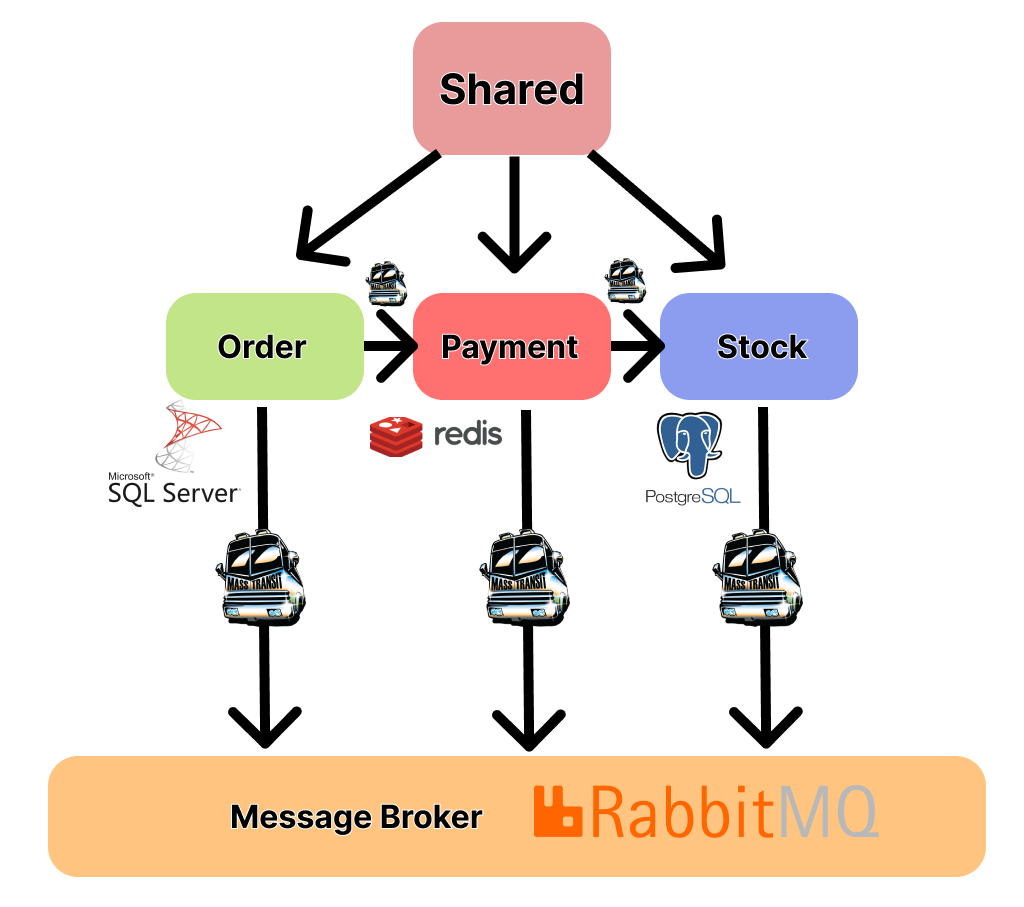 Shared
Order
Payment
Stock
Microsoft®
SQL Server
redis
PostgreSQL
MASS TRANSIT
MASS TRANSIT
MASS TRANSIT
Message Broker
RabbitMQ